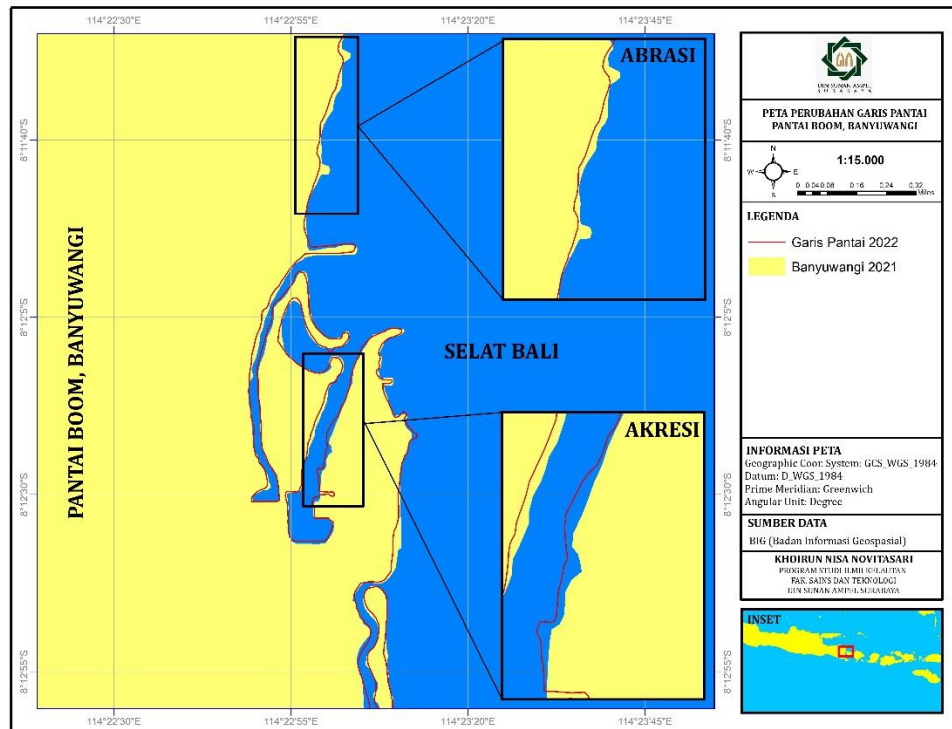 114°22'30"E 114°22'55"E 114°23'20"E 114°23'45"E
8°11'40"S
8°12'5"S
8°12'30"S
8°12'55"S
PANTAI BOOM, BANYUWANGI
ABRASI
SELAT BALI
AKRESI
8°11'40"S
8°12'5"S
8°12'30"S
8°12'55"S
114°22'30"E 114°22'55"E 114°23'20"E 114°23'45"E
UIN SUNAN AMPEL
SURABAYA
PETA PERUBAHAN GARIS PANTAI
PANTAI BOOM, BANYUWANGI
N
W E
S
1:15.000
0 0.04 0.08 0,16 0,24 0,32
Miles
LEGENDA
Garis Pantai 2022
Banyuwangi 2021
INFORMASI PETA
Geographic Coor. System: GCS_WGS_1984
Datum: D_WGS_1984
Prime Meridian: Greenwich
Angular Unit: Degree
SUMBER DATA
BIG (Badan Informasi Geospasial)
KHOIRUN NISA NOVITASARI
PROGRAM STUDI ILMU KELAUTAN
FAK. SAINS DAN TEKNOLOGI
UIN SUNAN AMPEL SURABAYA
INSET